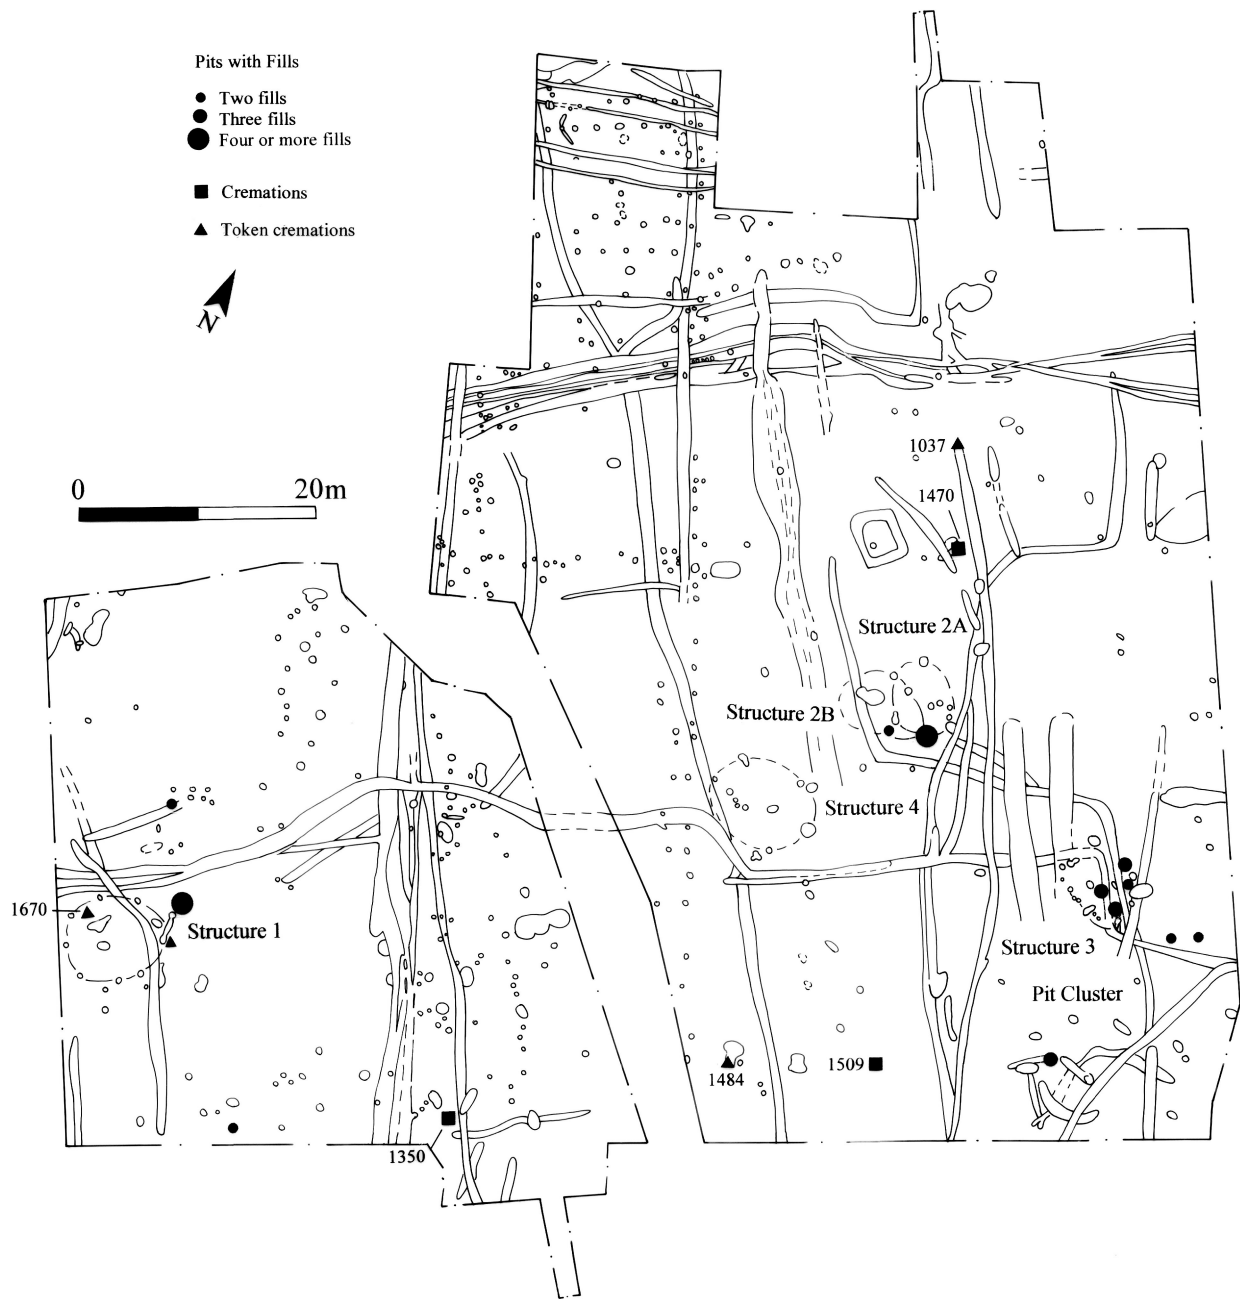 Pits with Fills
Two fills
Three fills
Four or more fills
Cremations
Token cremations
N
0 20m
1037
1470
Structure 2A
Structure 2B
Structure 4
1670
Structure 1
Structure 3
Pit Cluster
1484
1509
1350